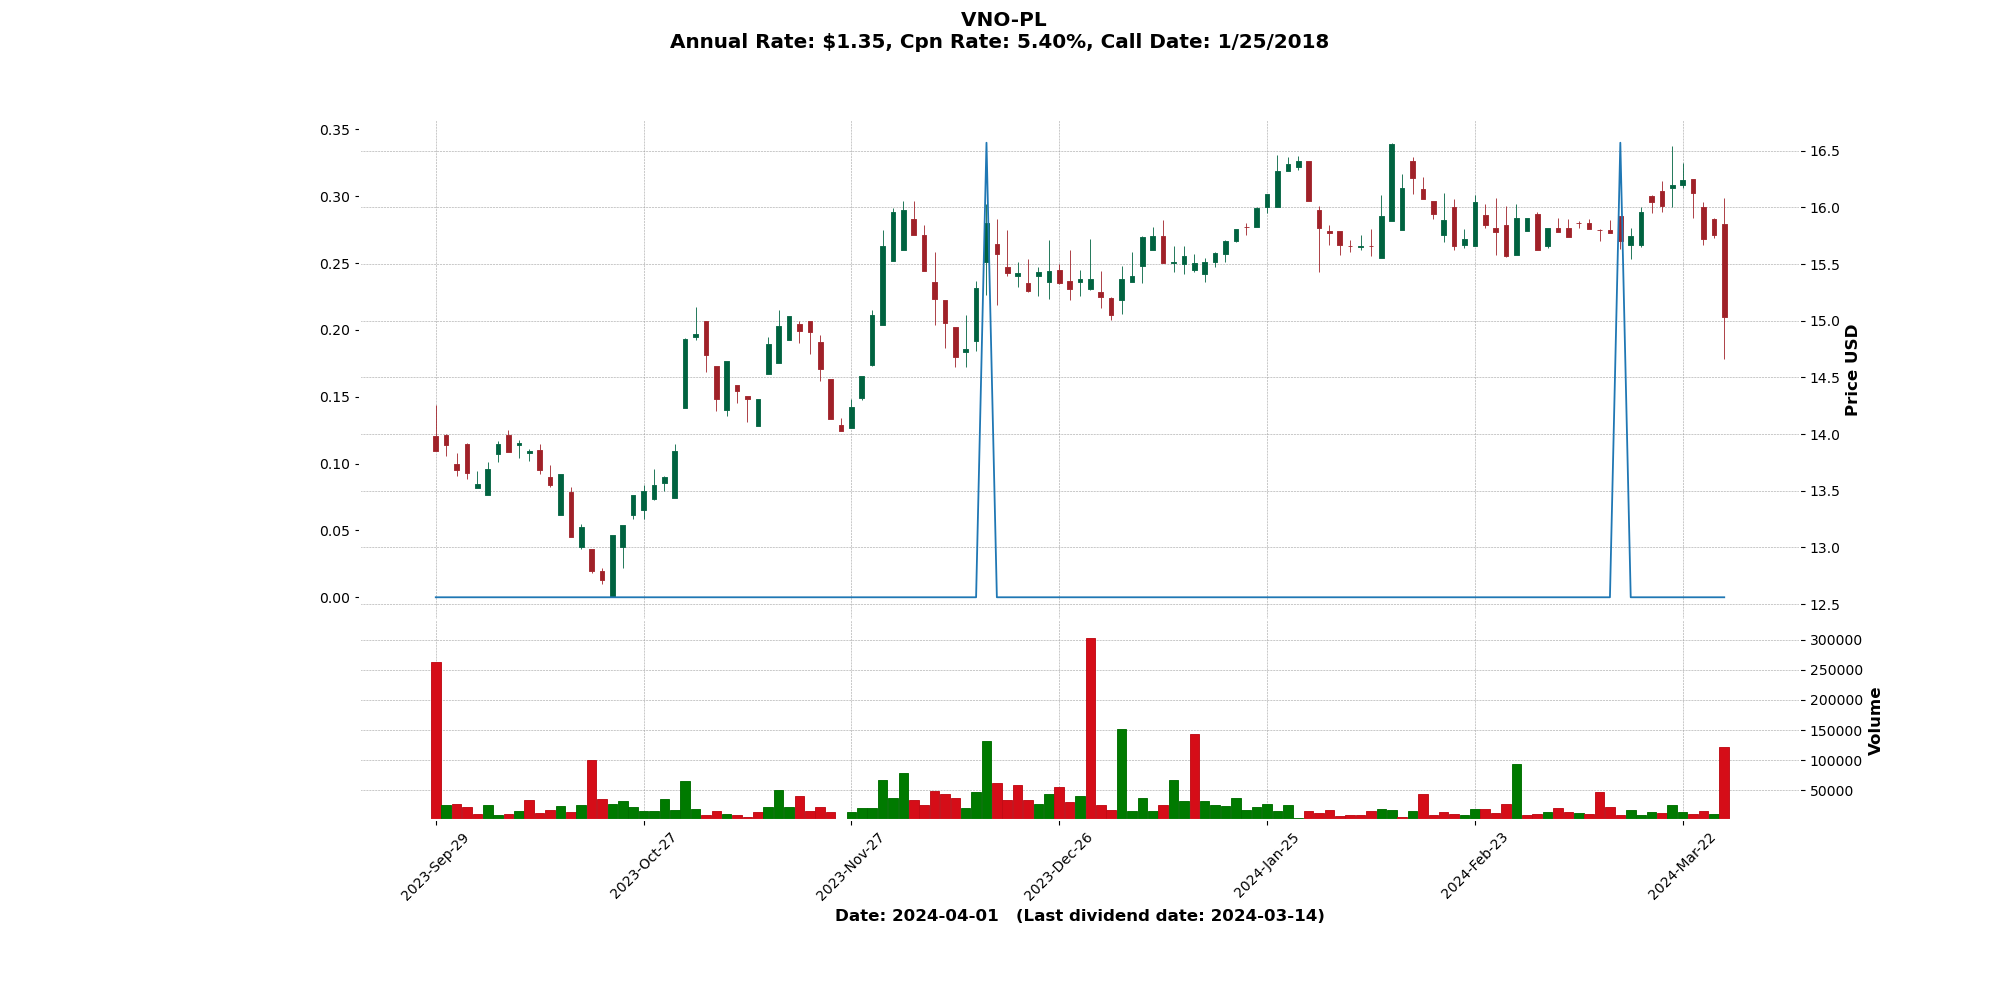 VNO-PL
Annual Rate: $1.35, Cpn Rate: 5.40%, Call Date: 1/25/2018
0.35
0.30
0.25
0.20
0.15
0.10
0.05
0.00
16.5
16.0
15.5
15.0
14.5
14.0
13.5
13.0
12.5
Price USD
300000
250000
200000
150000
100000
50000
Volume
2023-Sep-29
2023-Oct-27
2023-Nov-27
2023-Dec-26
2024-Jan-25
2024-Feb-23
2024-Mar-22
Date: 2024-04-01   (Last dividend date: 2024-03-14)